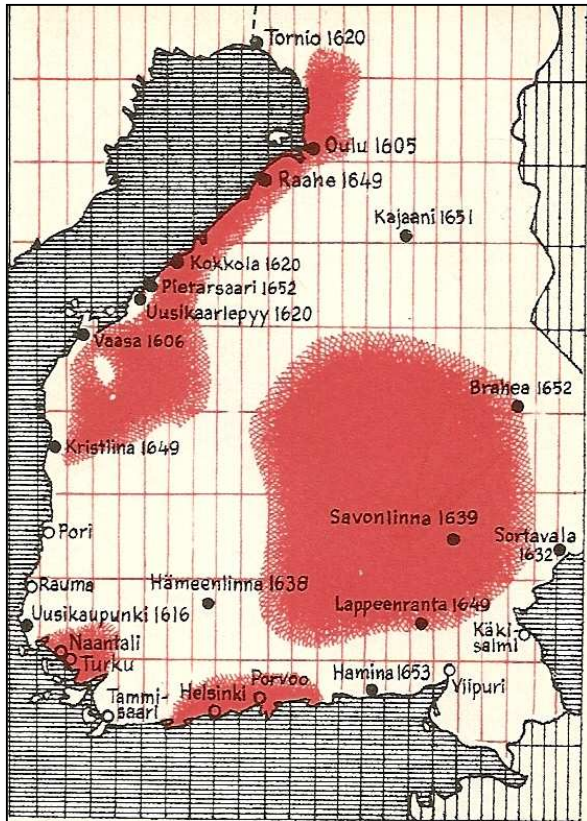 Tornio 1620
Oulu 1605
Raahe 1649
Kajaani 1651
Kokkola 1620
Pietarsaari 1652
Uusikaarlepyy 1620
Vaasa 1606
Brahea 1652
Kristiina 1649
Pori
Savonlinna 1639
Sortavala
1632
Rauma
Hämeenlinna 1638
Uusikaupunki 1616
Lappeenranta 1649
Käki-
salmi
Naantali
Turku
Viipuri
Hamina 1653
Porvoo
Helsinki
Tammi-
saari